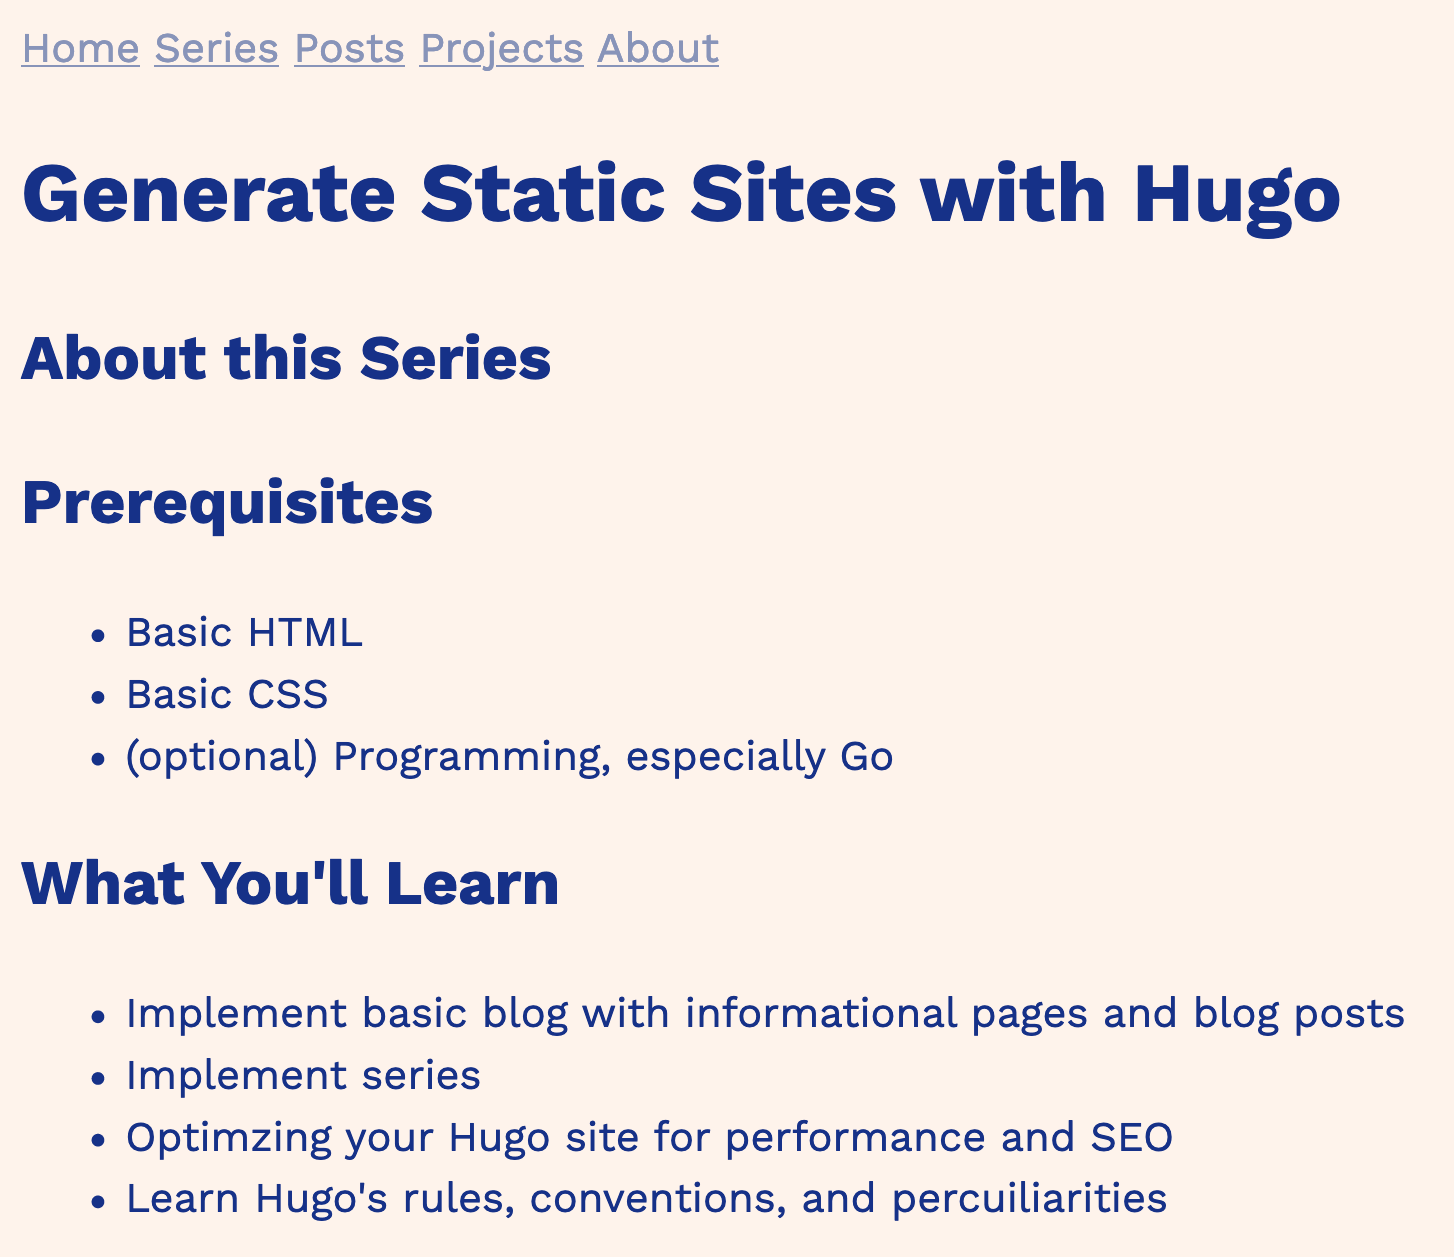 Home Series Posts Projects About
Generate Static Sites with Hugo
About this Series
Prerequisites
• Basic HTML
• Basic CSS
• (optional) Programming, especially Go
What You'll Learn
• Implement basic blog with informational pages and blog posts
• Implement series
• Optimzing your Hugo site for performance and SEO
• Learn Hugo's rules, conventions, and percuiliarities